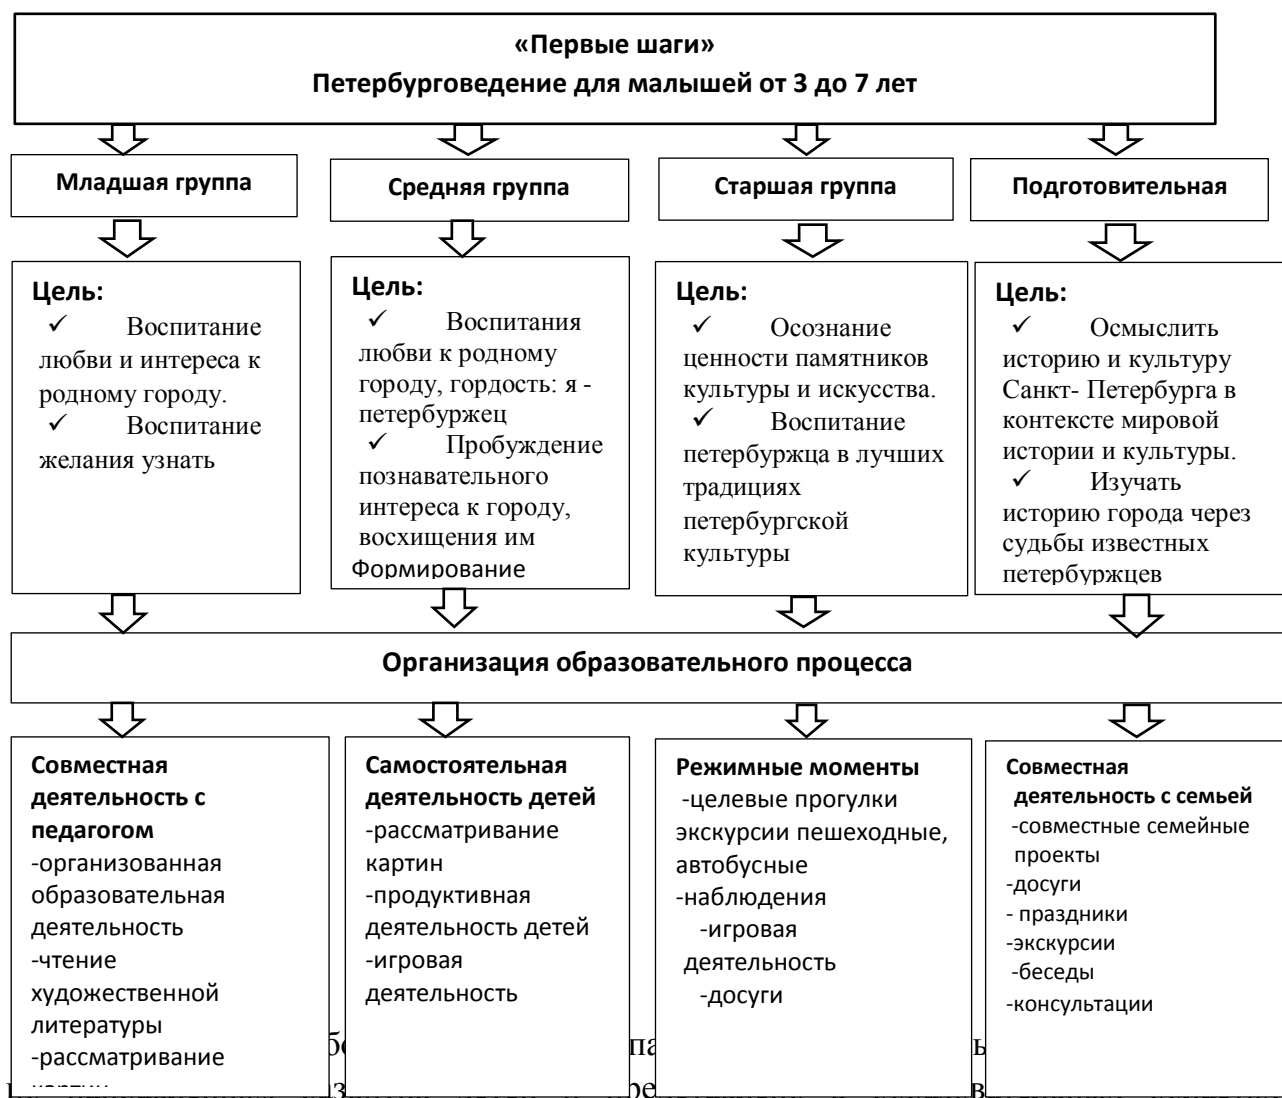 «Первые шаги»
Петербурговедение для малышей от 3 до 7 лет
Младшая группа
Средняя группа
Старшая группа
Подготовительная
Цель:
✓ Воспитание
любви и интереса к
родному городу.
✓ Воспитание
желания узнать
Цель:
✓ Воспитания
любви к родному
городу, гордость: я -
петербуржец
✓ Пробуждение
познавательного
интереса к городу,
восхищения им
Формирование
Цель:
✓ Осознание
ценности памятников
культуры и искусства.
✓ Воспитание
петербуржца в лучших
традициях
петербургской
культуры
Цель:
✓ Осмыслить
историю и культуру
Санкт- Петербурга в
контексте мировой
истории и культуры.
✓ Изучать
историю города через
судьбы известных
петербуржцев
Организация образовательного процесса
Совместная
деятельность с
педагогом
-организованная
образовательная
деятельность
-чтение
художественной
литературы
-рассматривание
Самостоятельная
деятельность детей
-рассматривание
картин
-продуктивная
деятельность детей
-игровая
деятельность
Режимные моменты
-целевые прогулки
экскурсии пешеходные,
автобусные
-наблюдения
-игровая
деятельность
-досуги
Совместная
деятельность с семьей
-совместные семейные
проекты
-досуги
- праздники
-экскурсии
-беседы
-консультации